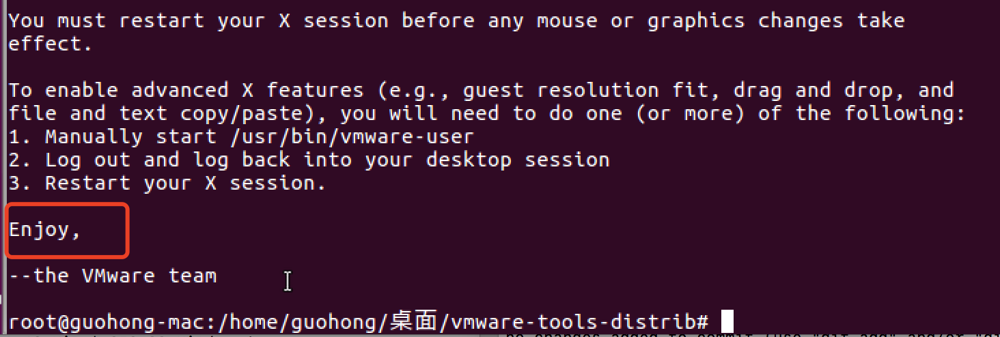 You must restart your X session before any mouse or graphics changes take
effect.
To enable advanced X features (e.g., guest resolution fit, drag and drop, and
file and text copy/paste), you will need to do one (or more) of the following:
1. Manually start /usr/bin/vmware-user
2. Log out and log back into your desktop session
3. Restart your X session.
Enjoy,
--the VMware team
root@guohong-mac:/home/guohong/桌面/vmware-tools-distrib#